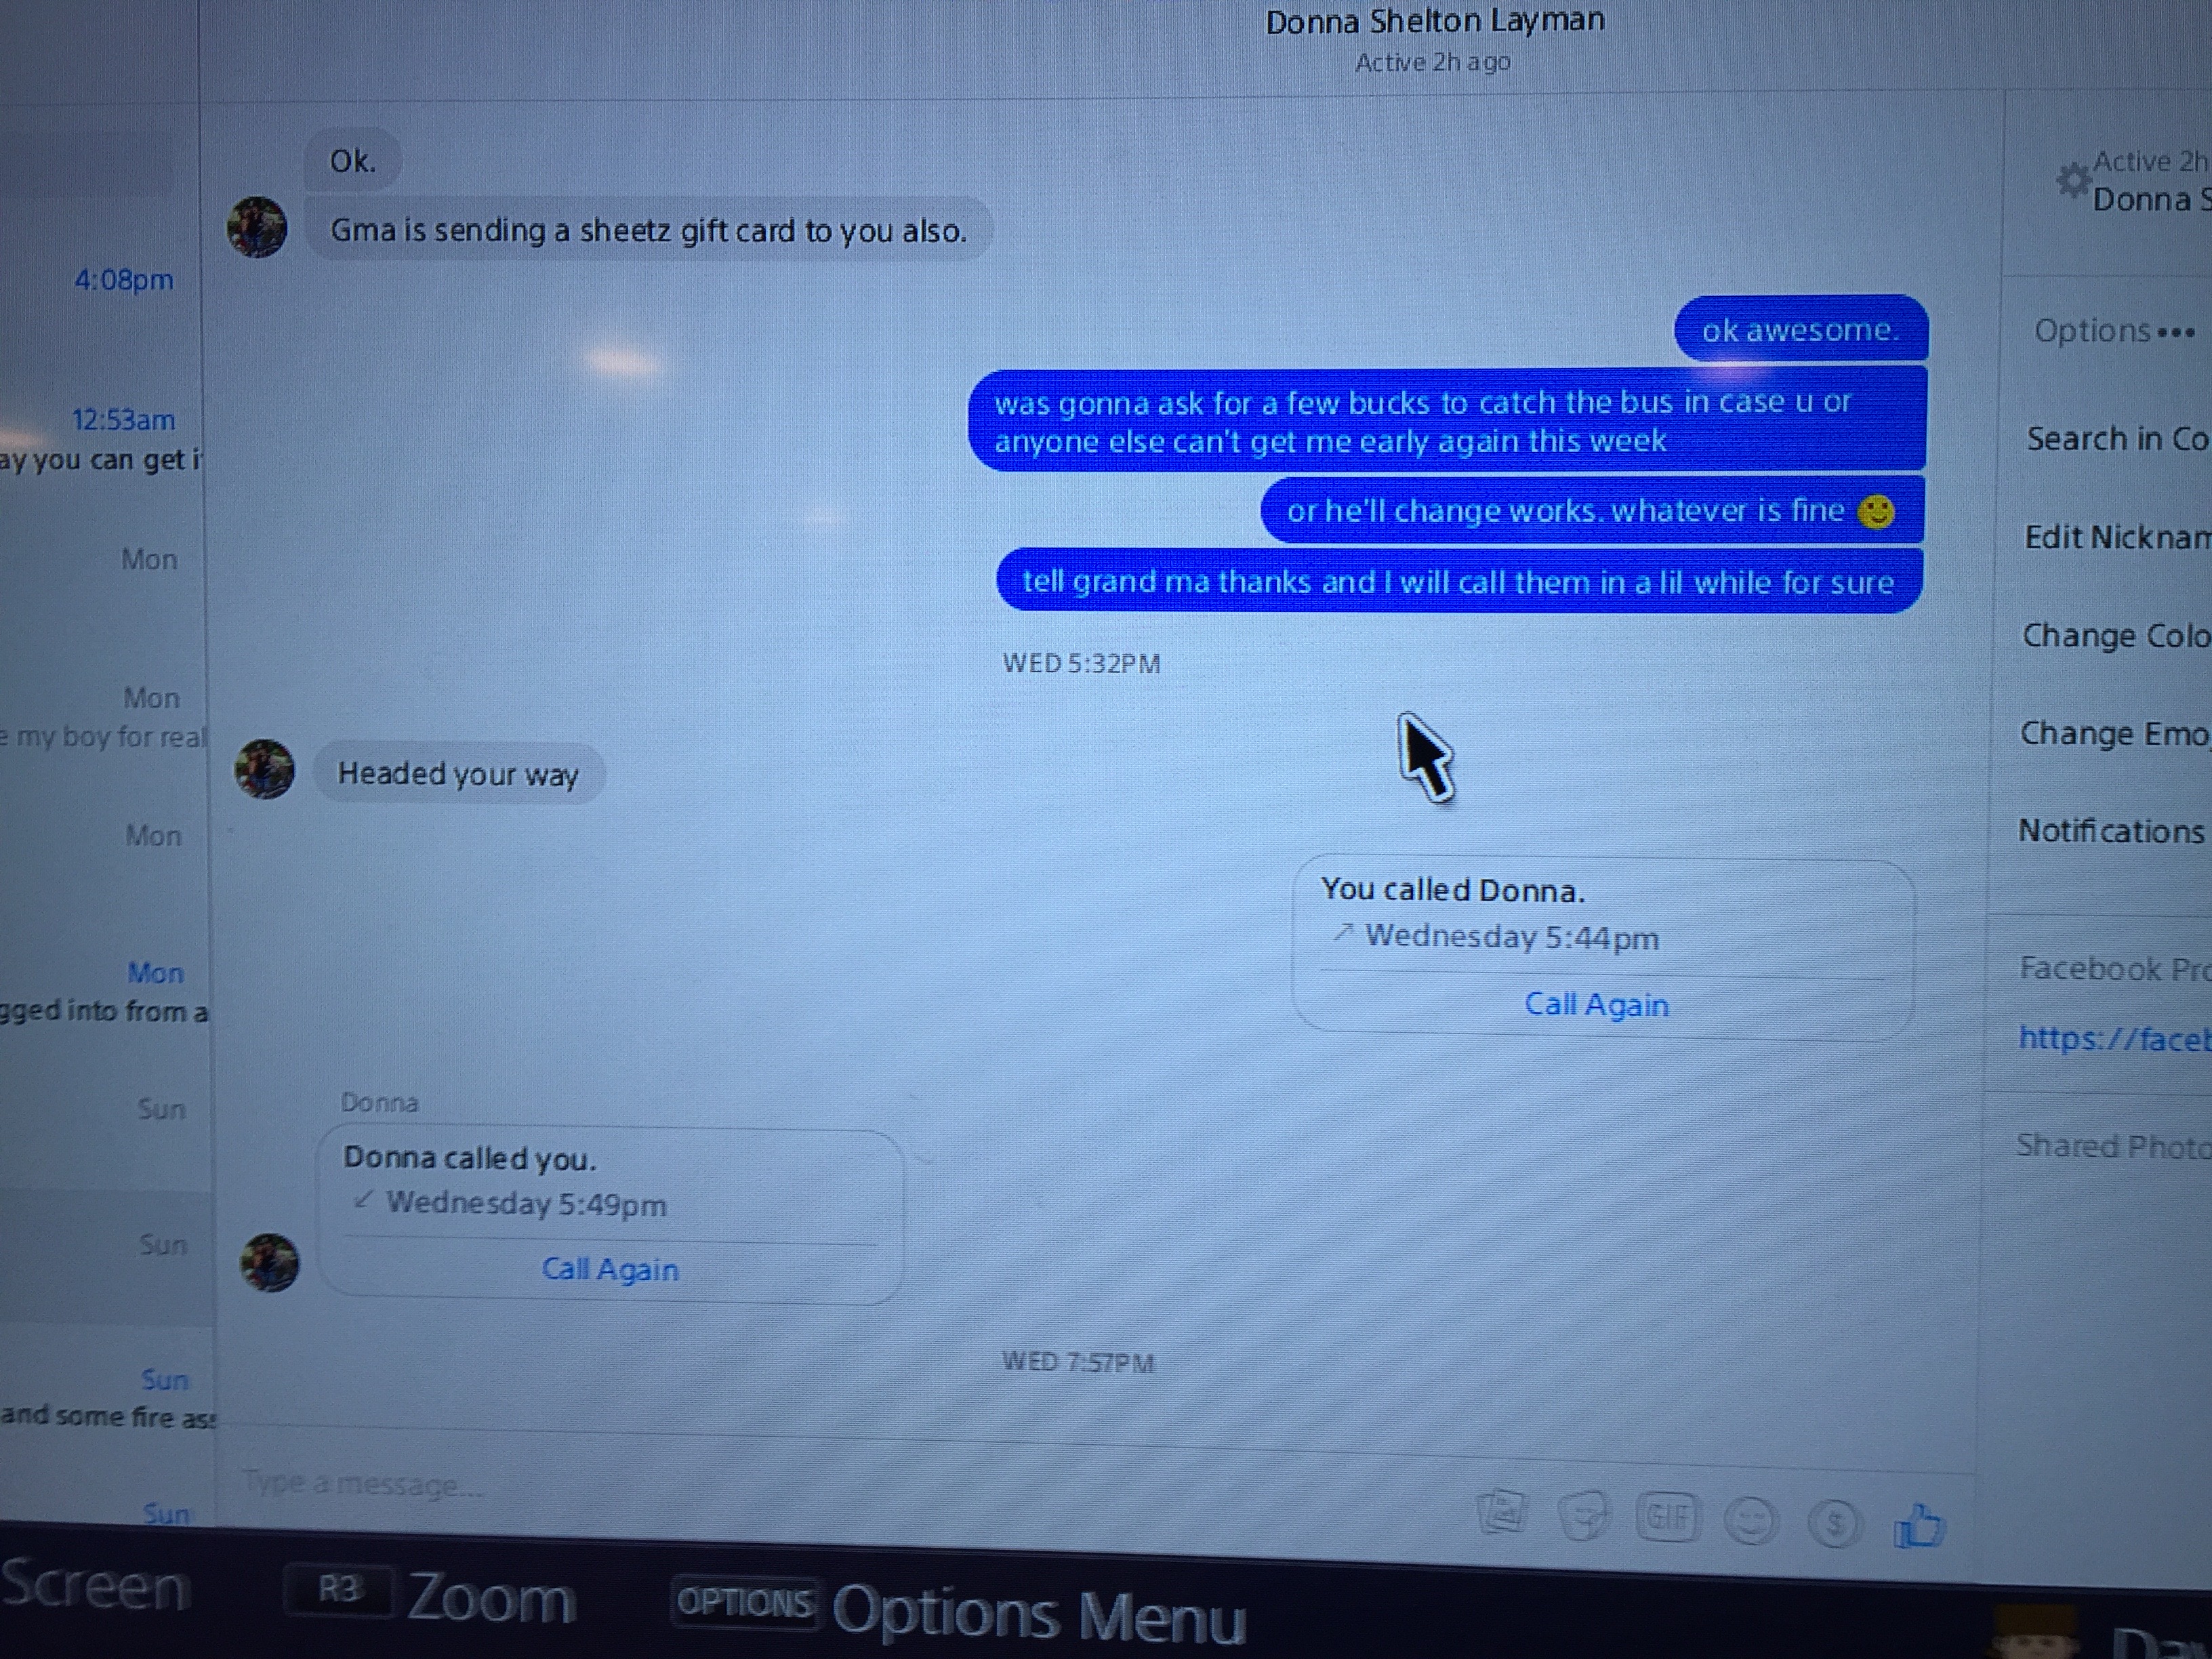 Donna Shelton Layman
Active 2h ago
4:08pm
12:53am
ay you can get i
Mon
Mon
e my boy for real
Mon
Mon
gged into from a
Sun
Sun
Sun
and some fire ass
Sun
Ok.
Gma is sending a sheetz gift card to you also.
ok awesome.
was gonna ask for a few bucks to catch the bus in case u or
anyone else can't get me early again this week
or he'll change works. whatever is fine 🙂
tell grand ma thanks and I will call them in a lil while for sure
WED 5:32PM
Headed your way
You called Donna.
↗ Wednesday 5:44pm
Call Again
Donna
Donna called you.
↙ Wednesday 5:49pm
Call Again
WED 7:57PM
Type a message...
GIF
$
Active 2h
Donna S
Options •••
Search in Co
Edit Nicknam
Change Colo
Change Emo
Notifications
Facebook Pro
https://faceb
Shared Photo
Screen
R3 Zoom
OPTIONS Options Menu
Da